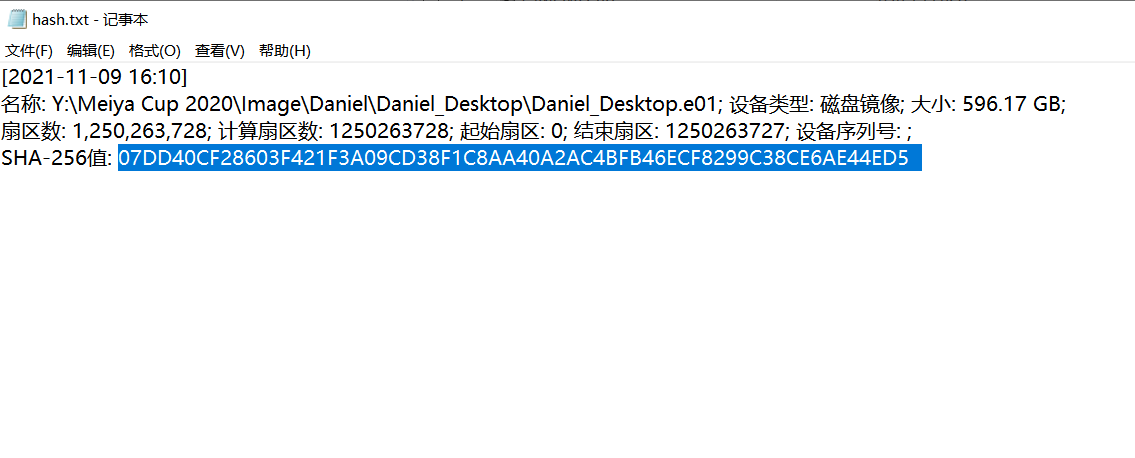 hash.txt - 记事本
文件(F) 编辑(E) 格式(O) 查看(V) 帮助(H)
[2021-11-09 16:10]
名称: Y:\Meiya Cup 2020\Image\Daniel\Daniel_Desktop\Daniel_Desktop.e01; 设备类型: 磁盘镜像; 大小: 596.17 GB;
扇区数: 1,250,263,728; 计算扇区数: 1250263728; 起始扇区: 0; 结束扇区: 1250263727; 设备序列号: ;
SHA-256值: 07DD40CF28603F421F3A09CD38F1C8AA40A2AC4BFB46ECF8299C38CE6AE44ED5